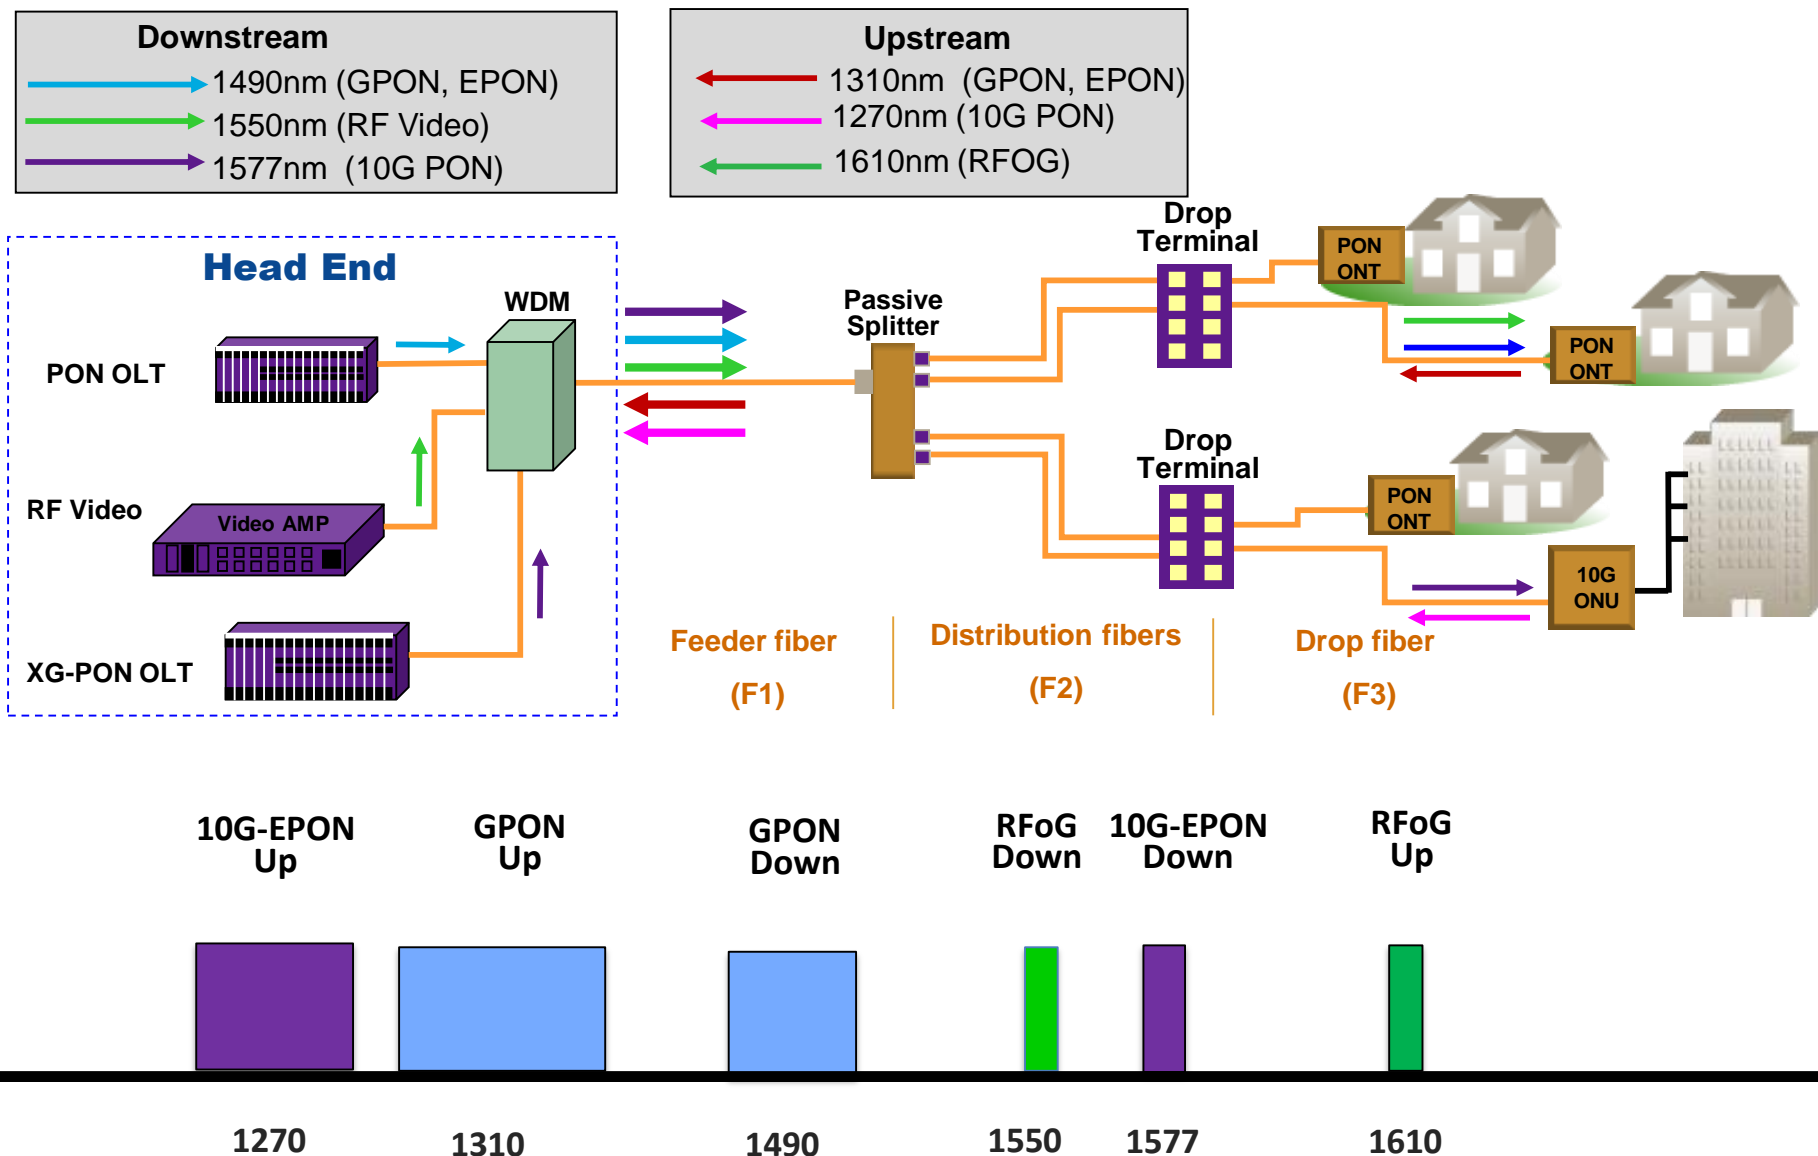 Downstream
1490nm (GPON, EPON)
1550nm (RF Video)
1577nm (10G PON)
Upstream
1310nm (GPON, EPON)
1270nm (10G PON)
1610nm (RFOG)
Head End
WDM
PON OLT
RF Video
Video AMP
XG-PON OLT
Passive
Splitter
Drop
Terminal
PON
ONT
PON
ONT
Drop
Terminal
PON
ONT
10G
ONU
Feeder fiber
(F1)
Distribution fibers
(F2)
Drop fiber
(F3)
10G-EPON
Up
GPON
Up
GPON
Down
RFoG
Down
10G-EPON
Down
RFoG
Up
1270
1310
1490
1550
1577
1610